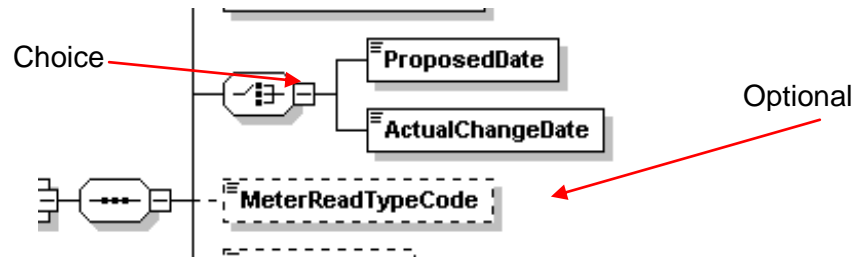 Choice
ProposedDate
Optional
ActualChangeDate
MeterReadTypeCode